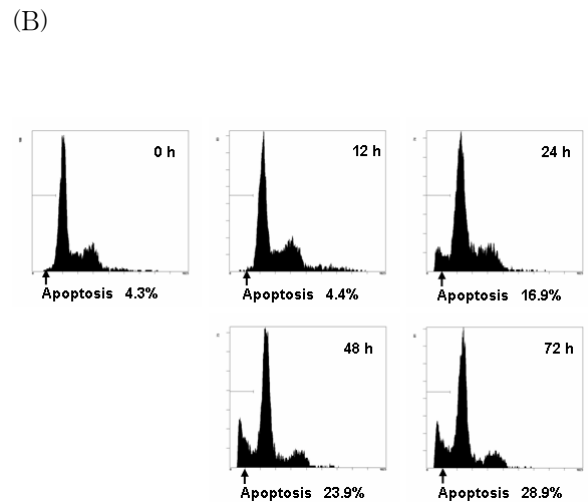 (B)
0 h
12 h
24 h
Apoptosis 4.3%
Apoptosis 4.4%
Apoptosis 16.9%
48 h
72 h
Apoptosis 23.9%
Apoptosis 28.9%